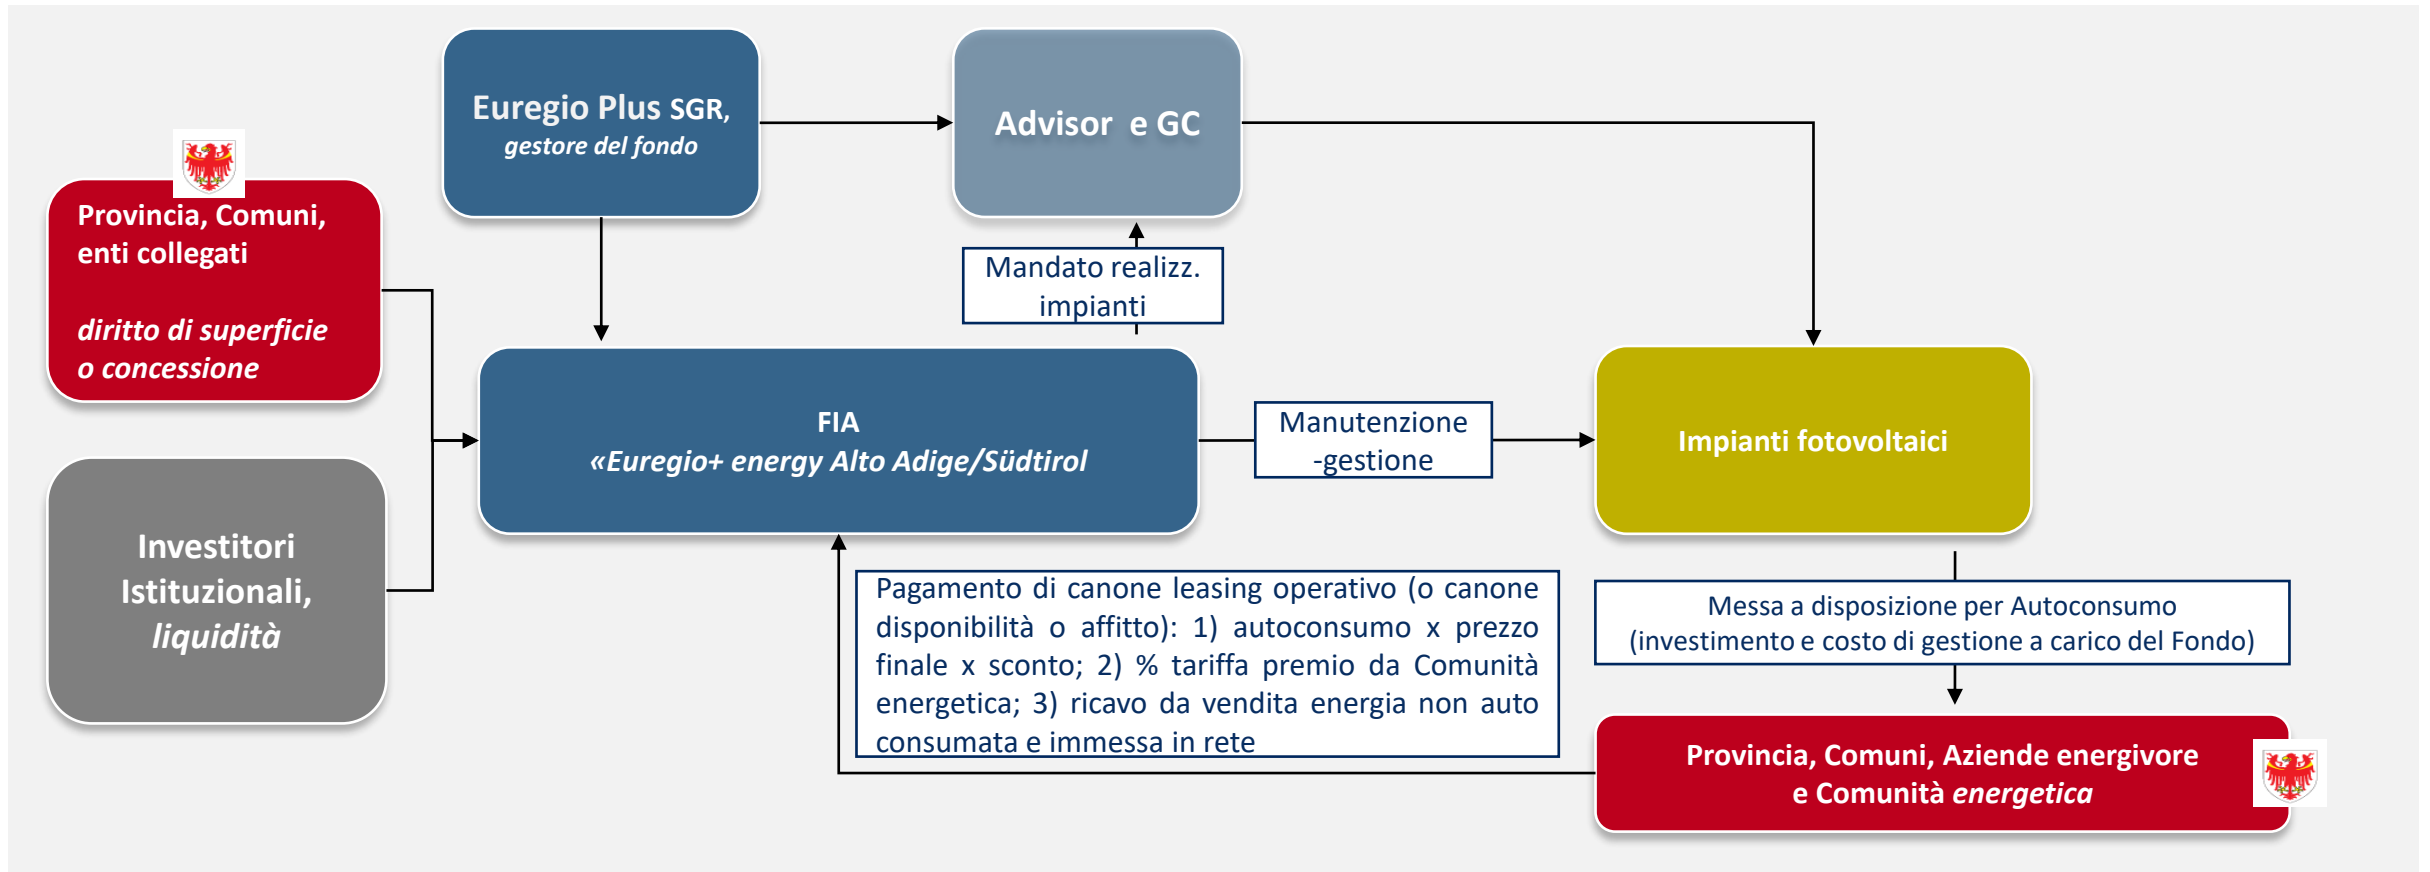 Euregio Plus SGR,
gestore del fondo
Advisor e GC
Provincia, Comuni,
enti collegati
diritto di superficie
o concessione
Mandato realizz.
impianti
FIA
«Euregio+ energy Alto Adige/Südtirol
Manutenzione
-gestione
Impianti fotovoltaici
Investitori
Istituzionali,
liquidità
Pagamento di canone leasing operativo (o canone
disponibilità o affitto): 1) autoconsumo x prezzo
finale x sconto; 2) % tariffa premio da Comunità
energetica; 3) ricavo da vendita energia non auto
consumata e immessa in rete
Messa a disposizione per Autoconsumo
(investimento e costo di gestione a carico del Fondo)
Provincia, Comuni, Aziende energivore
e Comunità energetica